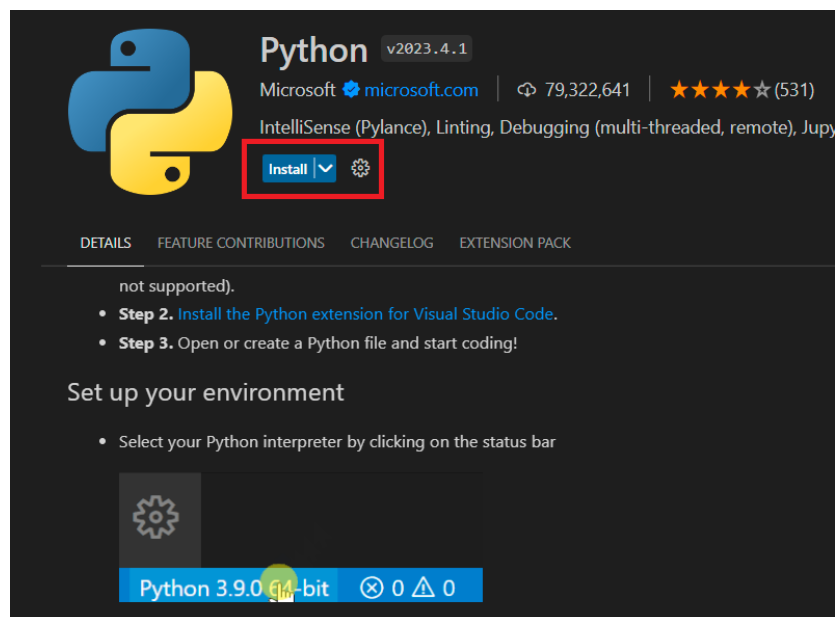 Python v2023.4.1
Microsoft microsoft.com 79,322,641 (531)
IntelliSense (Pylance), Linting, Debugging (multi-threaded, remote), Jupy
Install
DETAILS FEATURE CONTRIBUTIONS CHANGELOG EXTENSION PACK
not supported).
• Step 2. Install the Python extension for Visual Studio Code.
• Step 3. Open or create a Python file and start coding!
Set up your environment
• Select your Python interpreter by clicking on the status bar
Python 3.9.0 64-bit 0 0